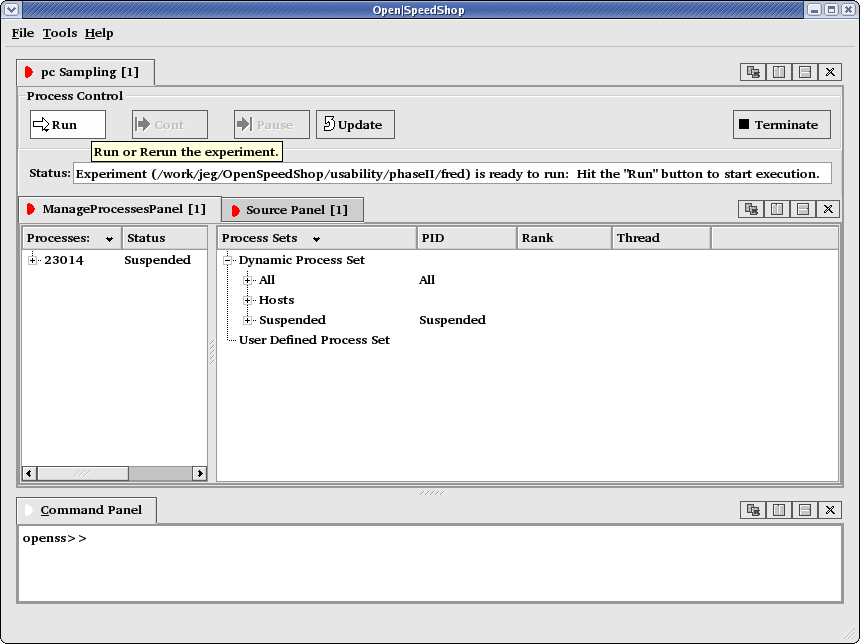 Open|SpeedShop
File Tools Help
pc Sampling [1]
Process Control
Run Cont Pause Update Terminate
Run or Rerun the experiment.
Status: Experiment (/work/jeg/OpenSpeedShop/usability/phaseII/fred) is ready to run: Hit the "Run" button to start execution.
ManageProcessesPanel [1] Source Panel [1]
Processes: Status Process Sets PID Rank Thread
23014 Suspended Dynamic Process Set
All All
Hosts
Suspended Suspended
User Defined Process Set
Command Panel
openss>>